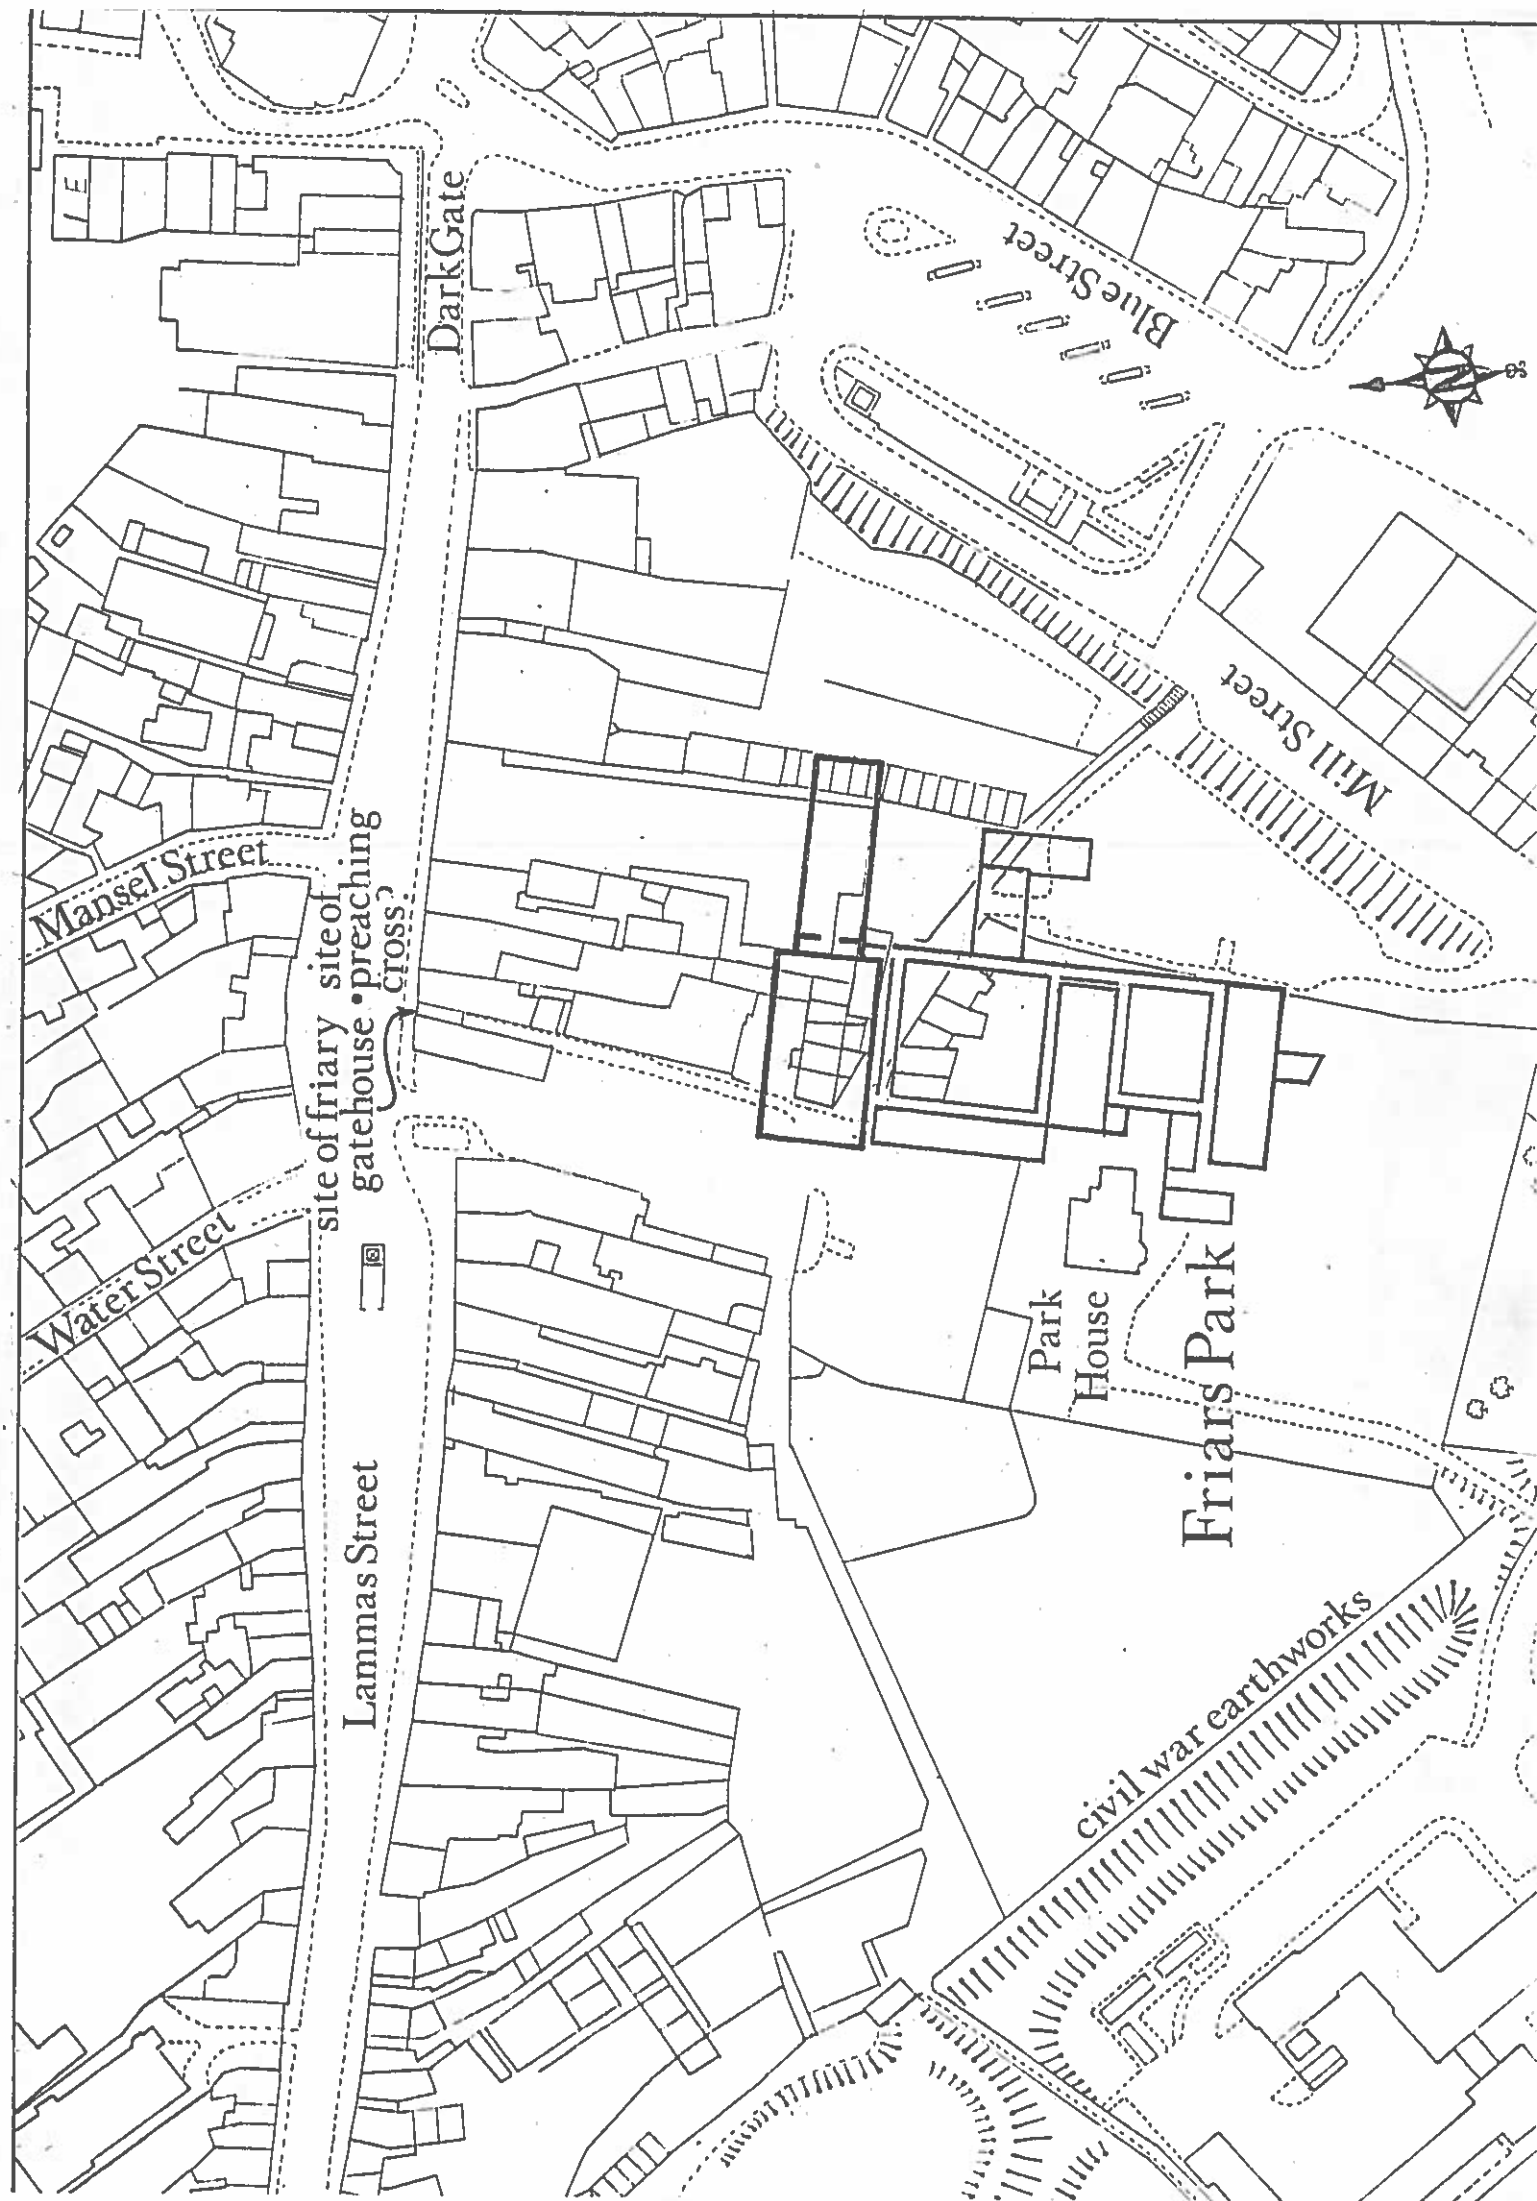 Mansel Street
Water Street
site of friary
gatehouse
site of
preaching
cross?
Dark Gate
Lammas Street
Blue Street
Mill Street
Park
House
Friars Park
civil war earthworks